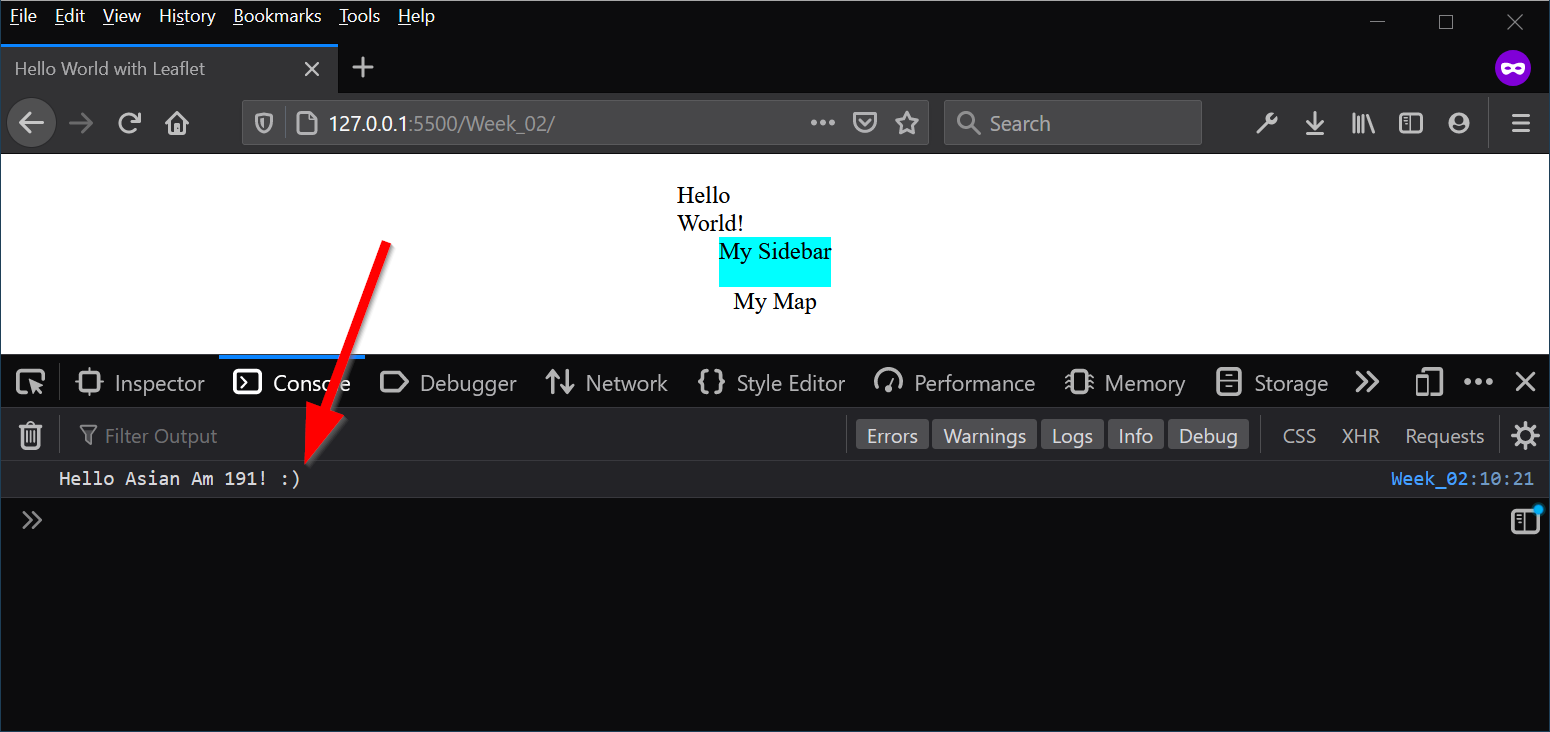 File Edit View History Bookmarks Tools Help
Hello World with Leaflet
127.0.0.1:5500/Week_02/
Search
Hello
World!
My Sidebar
My Map
Inspector Console Debugger Network Style Editor Performance Memory Storage
Filter Output Errors Warnings Logs Info Debug CSS XHR Requests
Hello Asian Am 191! :) Week_02:10:21